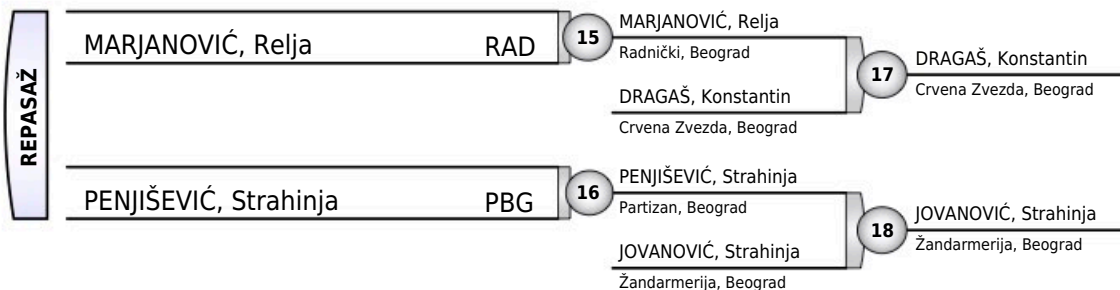 REPASAŽ
MARJANOVIĆ, Relja RAD
15
MARJANOVIĆ, Relja
Radnički, Beograd
DRAGAŠ, Konstantin
Crvena Zvezda, Beograd
17
DRAGAŠ, Konstantin
Crvena Zvezda, Beograd
PENJIŠEVIĆ, Strahinja PBG
16
PENJIŠEVIĆ, Strahinja
Partizan, Beograd
JOVANOVIĆ, Strahinja
Žandarmerija, Beograd
18
JOVANOVIĆ, Strahinja
Žandarmerija, Beograd